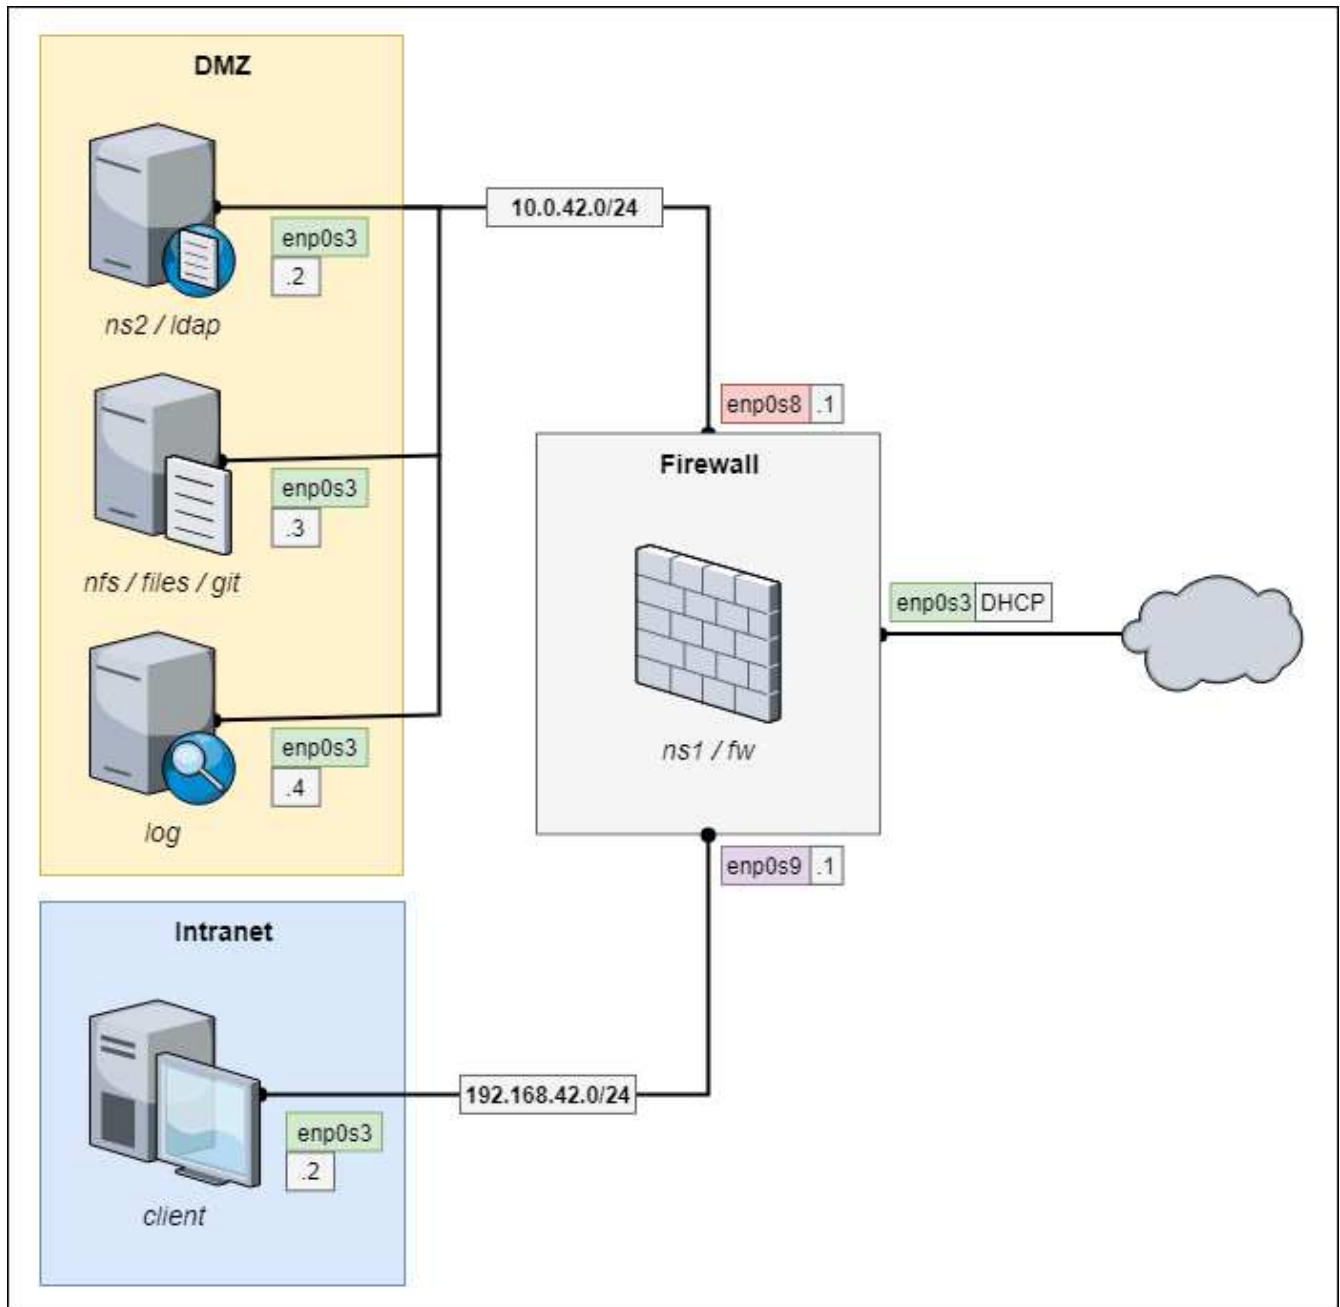 DMZ
enp0s3
.2
ns2 / ldap
enp0s3
.3
nfs / files / git
enp0s3
.4
log
10.0.42.0/24
enp0s8 .1
Firewall
ns1 / fw
enp0s3 DHCP
enp0s9 .1
Intranet
enp0s3
.2
client
192.168.42.0/24